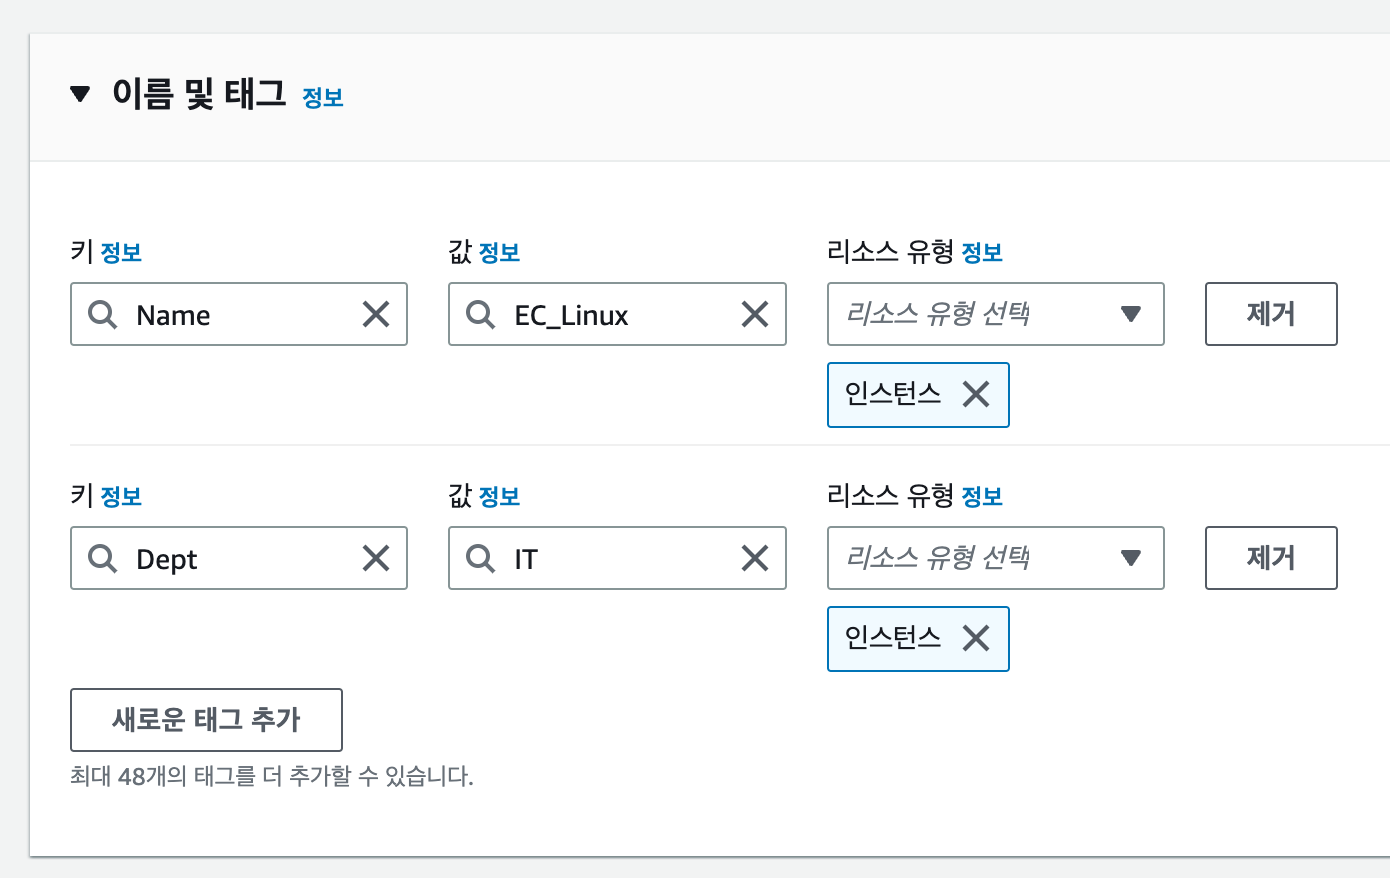 이름 및 태그 정보
키 정보 값 정보 리소스 유형 정보
Name EC_Linux 리소스 유형 선택 제거
인스턴스
키 정보 값 정보 리소스 유형 정보
Dept IT 리소스 유형 선택 제거
인스턴스
새로운 태그 추가
최대 48개의 태그를 더 추가할 수 있습니다.